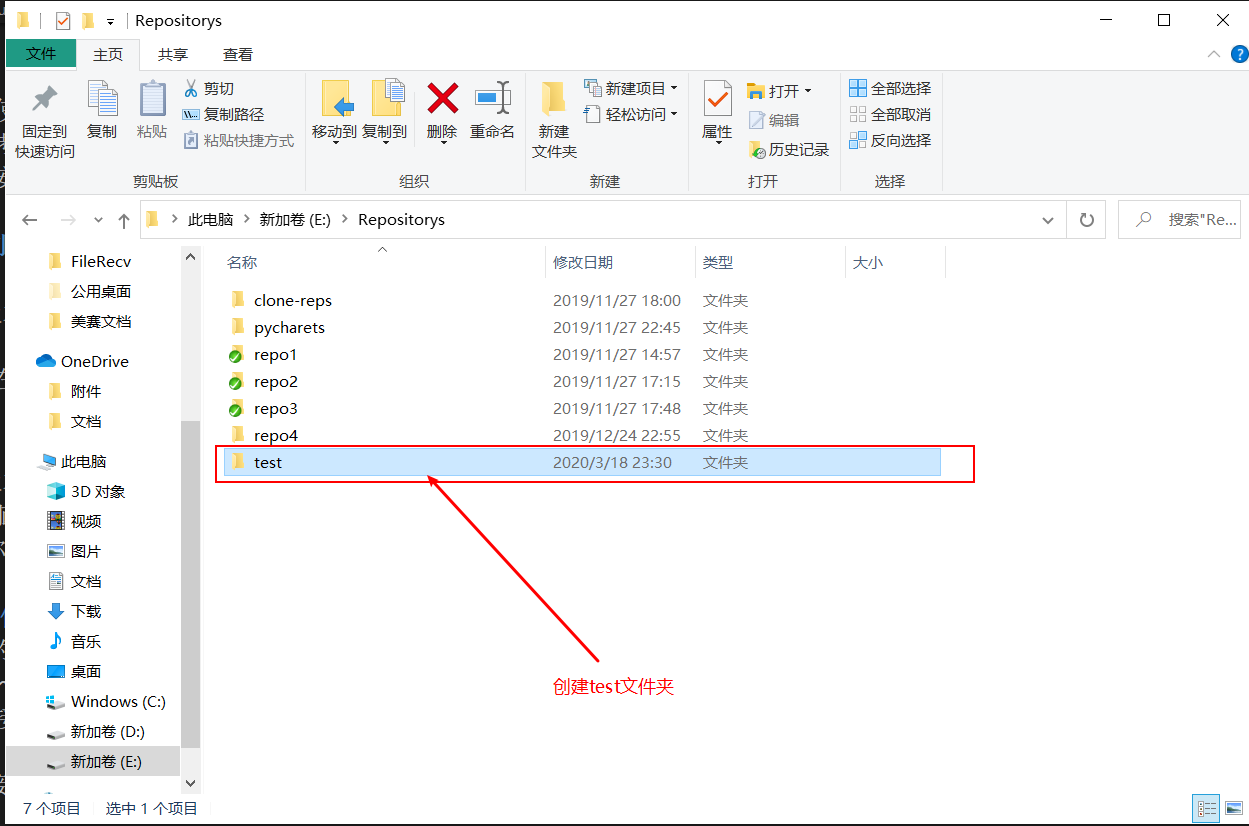 Repositorys
文件 主页 共享 查看
固定到
快速访问
复制
粘贴
剪切
复制路径
粘贴快捷方式
剪贴板
移动到 复制到 删除 重命名
组织
新建
文件夹
新建项目
轻松访问
新建
属性
打开
编辑
历史记录
打开
全部选择
全部取消
反向选择
选择
此电脑 新加卷 (E:) Repositorys
搜索"Re...
FileRecv
公用桌面
美赛文档
OneDrive
附件
文档
此电脑
3D 对象
视频
图片
文档
下载
音乐
桌面
Windows (C:)
新加卷 (D:)
新加卷 (E:)
名称 修改日期 类型 大小
clone-reps 2019/11/27 18:00 文件夹
pycharets 2019/11/27 22:45 文件夹
repo1 2019/11/27 14:57 文件夹
repo2 2019/11/27 17:15 文件夹
repo3 2019/11/27 17:48 文件夹
repo4 2019/12/24 22:55 文件夹
test 2020/3/18 23:30 文件夹
创建test文件夹
7 个项目 选中 1 个项目